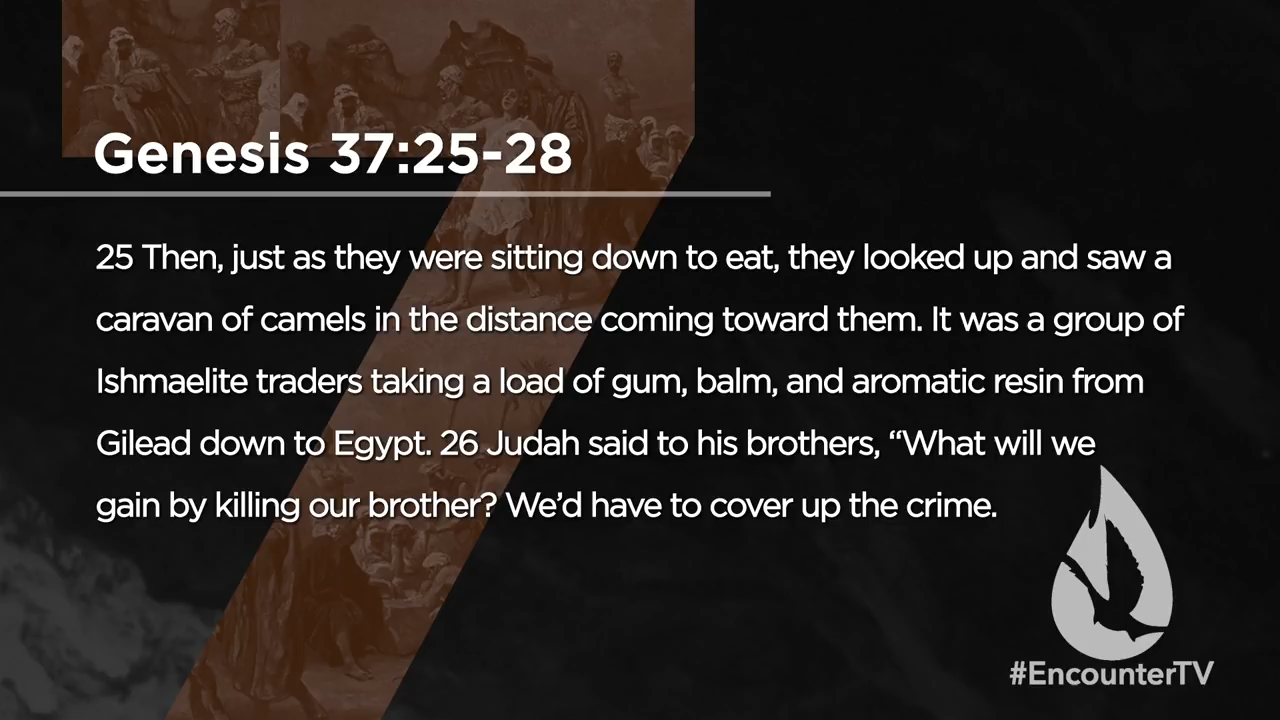 Genesis 37:25-28
25 Then, just as they were sitting down to eat, they looked up and saw a
caravan of camels in the distance coming toward them. It was a group of
Ishmaelite traders taking a load of gum, balm, and aromatic resin from
Gilead down to Egypt. 26 Judah said to his brothers, “What will we
gain by killing our brother? We’d have to cover up the crime.
#EncounterTV